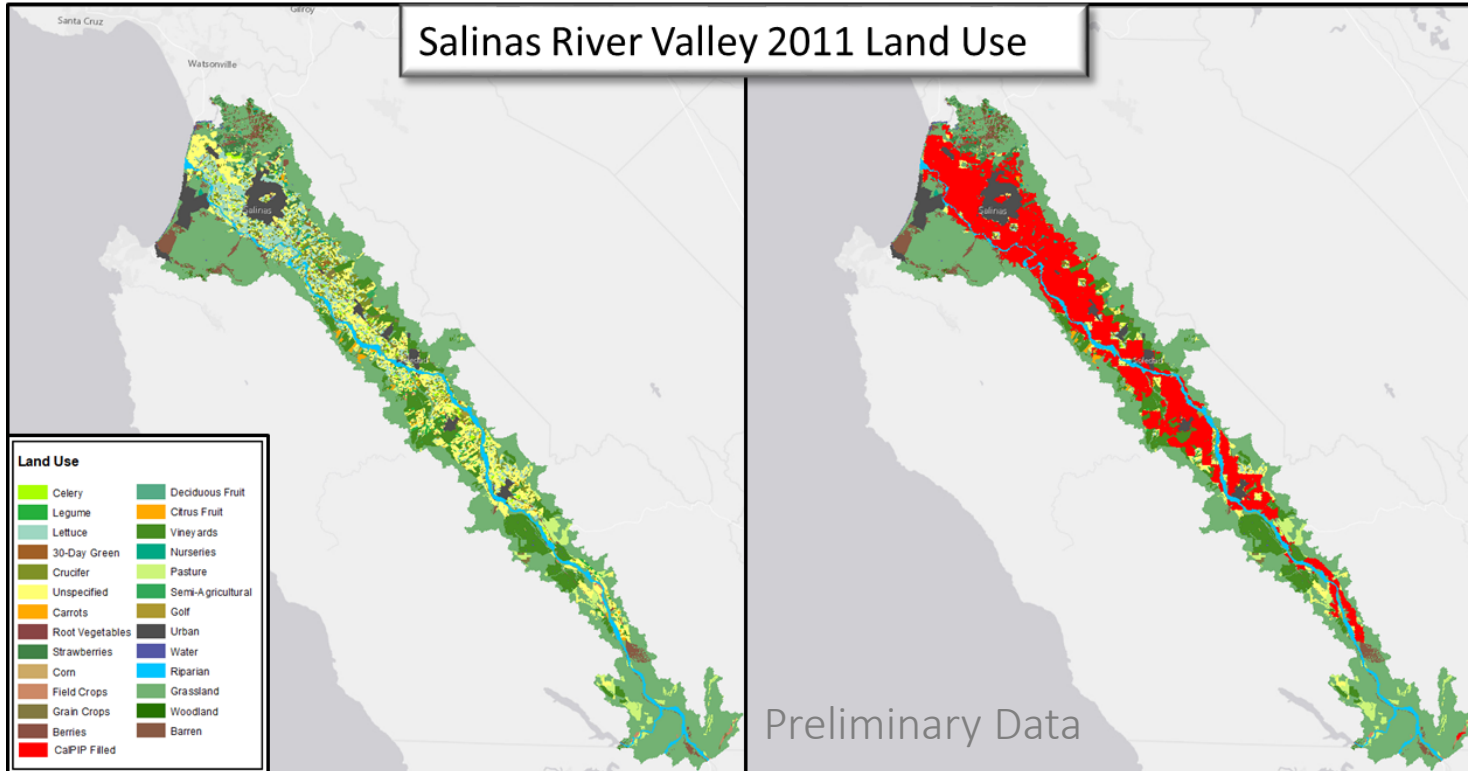 Santa Cruz
Gilroy
Salinas River Valley 2011 Land Use
Watsonville
Salinas
Salinas
Soledad
Land Use
Celery
Legume
Lettuce
30-Day Green
Crucifer
Unspecified
Carrots
Root Vegetables
Strawberries
Corn
Field Crops
Grain Crops
Berries
CalPIP Filled
Deciduous Fruit
Citrus Fruit
Vineyards
Nurseries
Pasture
Semi-Agricultural
Golf
Urban
Water
Riparian
Grassland
Woodland
Barren
Preliminary Data